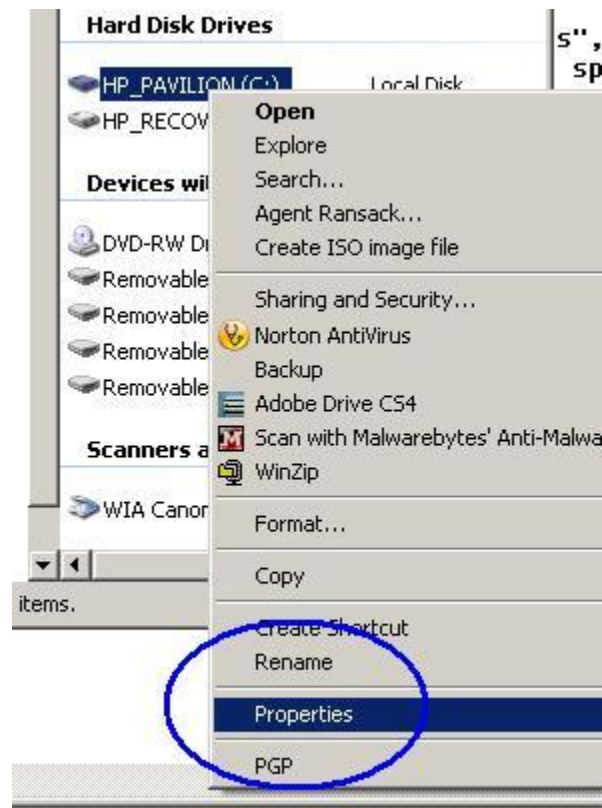 Hard Disk Drives
s",
sp
HP_PAVILION (C:) Local Disk
HP_RECOV
Devices wi
DVD-RW Dr
Removable
Removable
Removable
Removable
Scanners a
WIA Canon
items.
Open
Explore
Search...
Agent Ransack...
Create ISO image file
Sharing and Security...
Norton AntiVirus
Backup
Adobe Drive CS4
Scan with Malwarebytes' Anti-Malwa
WinZip
Format...
Copy
Create Shortcut
Rename
Properties
PGP